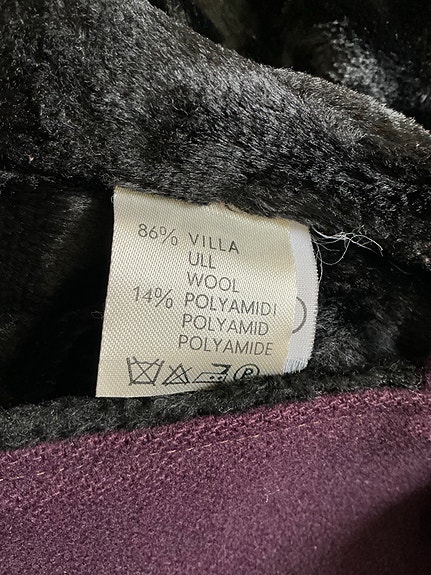 86% VILLA
ULL
WOOL
14% POLYAMIDI
POLYAMID
POLYAMIDE
P